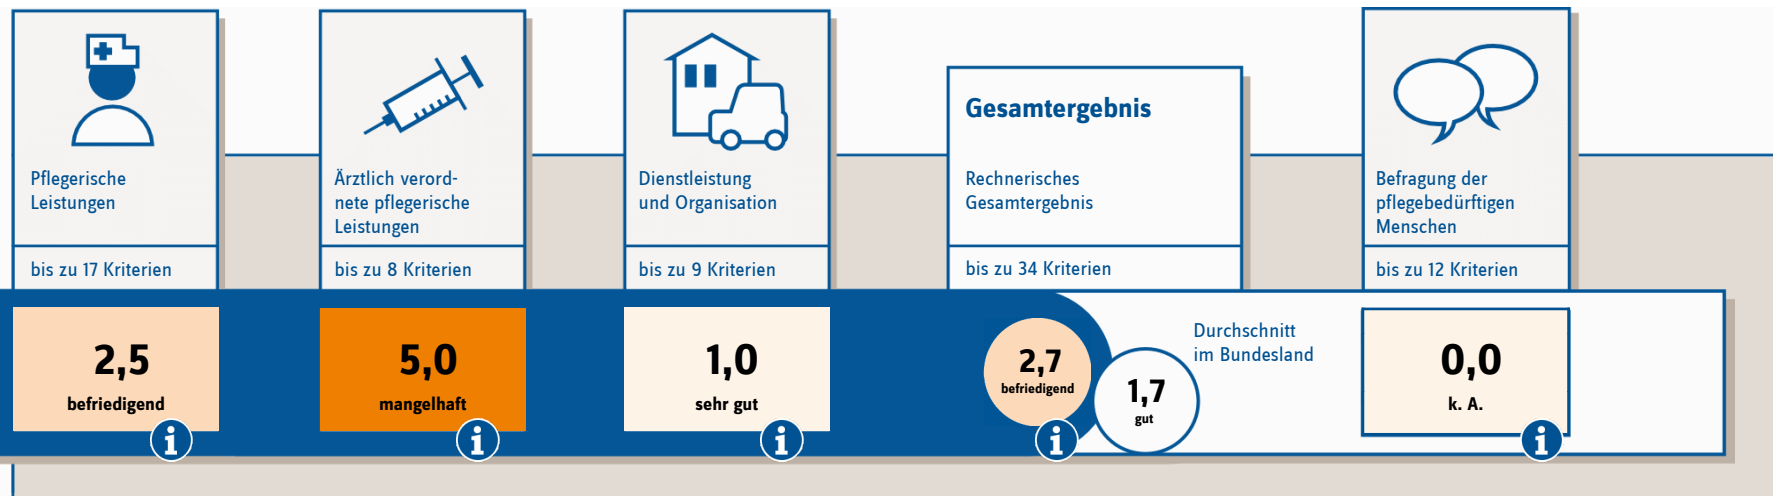 Pflegerische
Leistungen
bis zu 17 Kriterien
2,5
befriedigend
i
Ärztlich verord-
nete pflegerische
Leistungen
bis zu 8 Kriterien
5,0
mangelhaft
i
Dienstleistung
und Organisation
bis zu 9 Kriterien
1,0
sehr gut
i
Gesamtergebnis
Rechnerisches
Gesamtergebnis
bis zu 34 Kriterien
2,7
befriedigend
i
1,7
gut
Durchschnitt
im Bundesland
Befragung der
pflegebedürftigen
Menschen
bis zu 12 Kriterien
0,0
k. A.
i